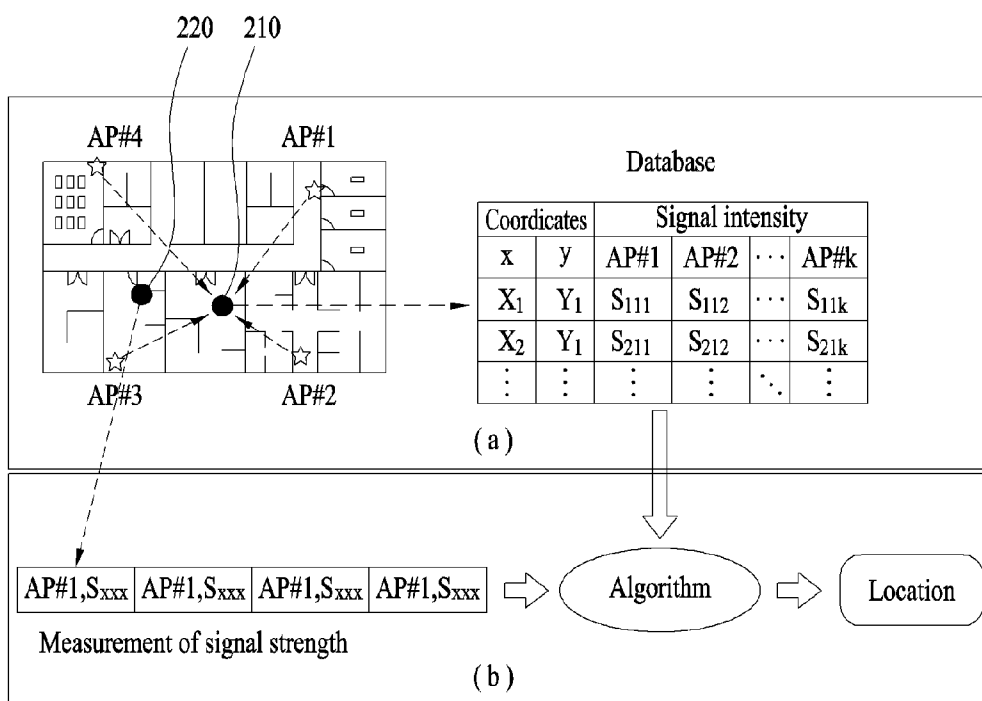 220 210
AP#4 AP#1
Database
Coordicates Signal intensity
x y AP#1 AP#2 ··· AP#k
X₁ Y₁ S₁₁₁ S₁₁₂ ··· S₁₁ₖ
X₂ Y₁ S₂₁₁ S₂₁₂ ··· S₂₁ₖ
⋮ ⋮ ⋮ ⋮ ⋱ ⋮
AP#3 AP#2
(a)
AP#1,Sₓₓₓ AP#1,Sₓₓₓ AP#1,Sₓₓₓ AP#1,Sₓₓₓ
Algorithm
Location
Measurement of signal strength
(b)